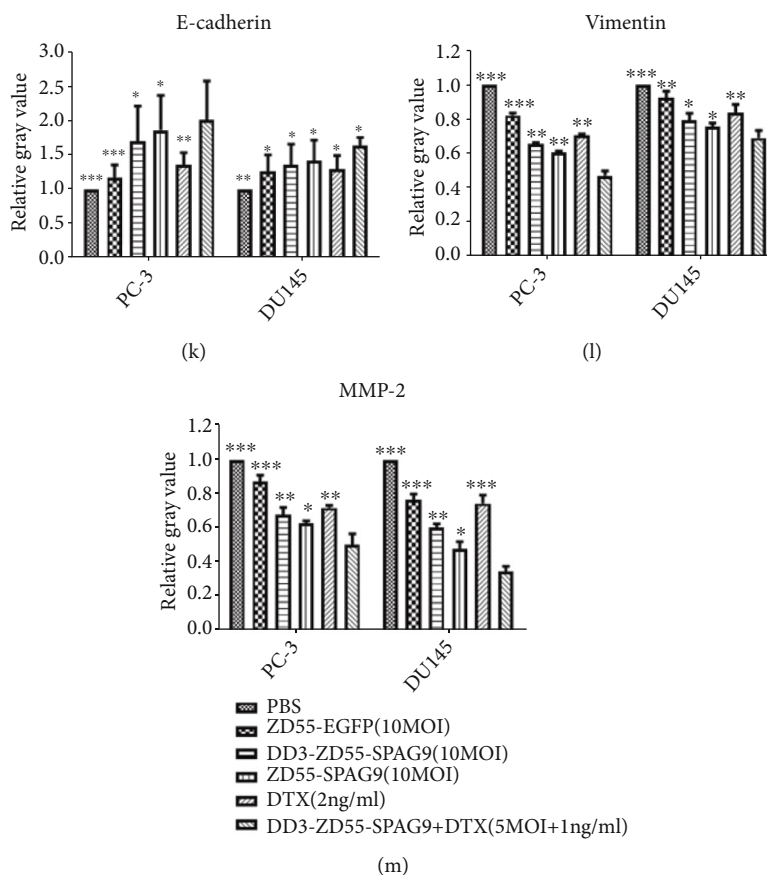 E-cadherin
Relative gray value
3.0
2.5
2.0
1.5
1.0
0.5
0.0
*** *** * * **
** * * * * *
PC-3
DU145
(k)
Vimentin
Relative gray value
1.2
1.0
0.8
0.6
0.4
0.2
0.0
*** *** ** ** **
*** ** * * **
PC-3
DU145
(l)
MMP-2
Relative gray value
1.2
1.0
0.8
0.6
0.4
0.2
0.0
*** *** ** * **
*** *** ** * ***
PC-3
DU145
PBS
ZD55-EGFP(10MOI)
DD3-ZD55-SPAG9(10MOI)
ZD55-SPAG9(10MOI)
DTX(2ng/ml)
DD3-ZD55-SPAG9+DTX(5MOI+1ng/ml)
(m)